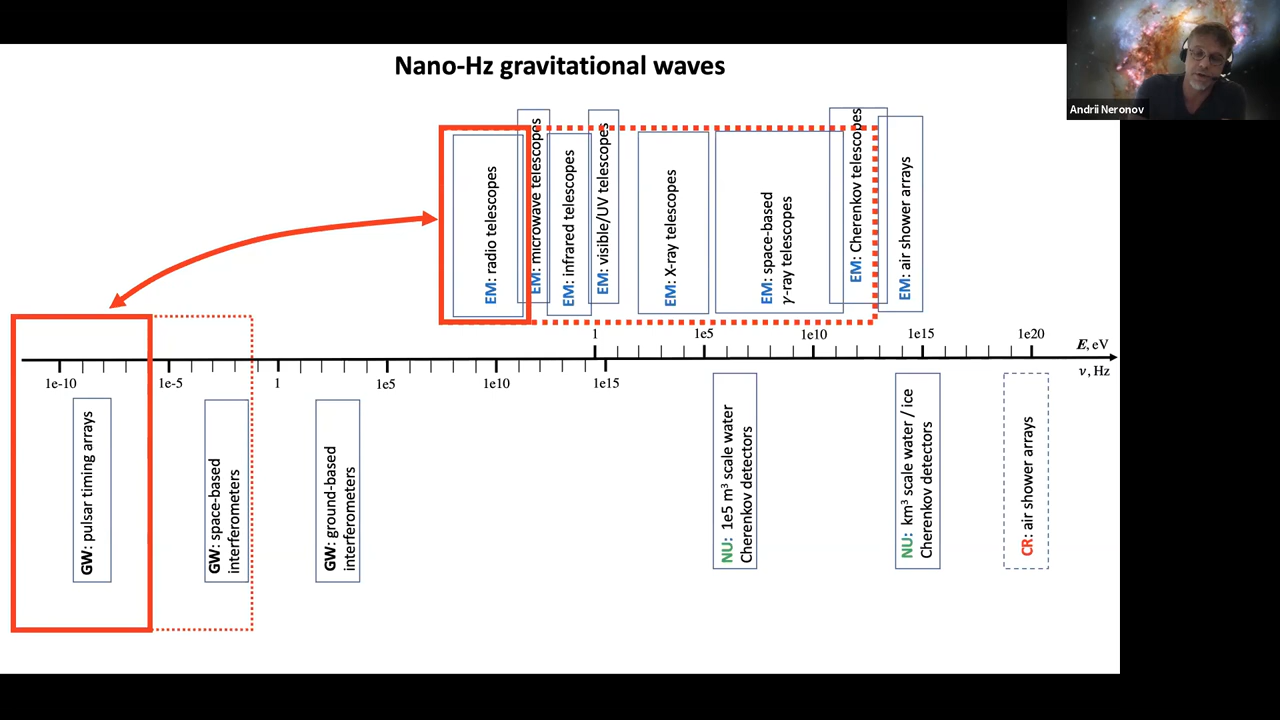 Nano-Hz gravitational waves
Andrii Neronov
EM: radio telescopes
EM: microwave telescopes
EM: infrared telescopes
EM: visible/UV telescopes
EM: X-ray telescopes
EM: space-based
γ-ray telescopes
EM: Cherenkov telescopes
EM: air shower arrays
1
1e5
1e10
1e15
1e20
E, eV
1e-10
1e-5
1
1e5
1e10
1e15
ν, Hz
GW: pulsar timing arrays
GW: space-based
interferometers
GW: ground-based
interferometers
NU: 1e5 m³ scale water
Cherenkov detectors
NU: km³ scale water / ice
Cherenkov detectors
CR: air shower arrays